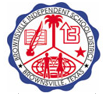 BROWNSVILLE INDEPENDENT SCHOOL DISTRICT
BROWNSVILLE, TEXAS